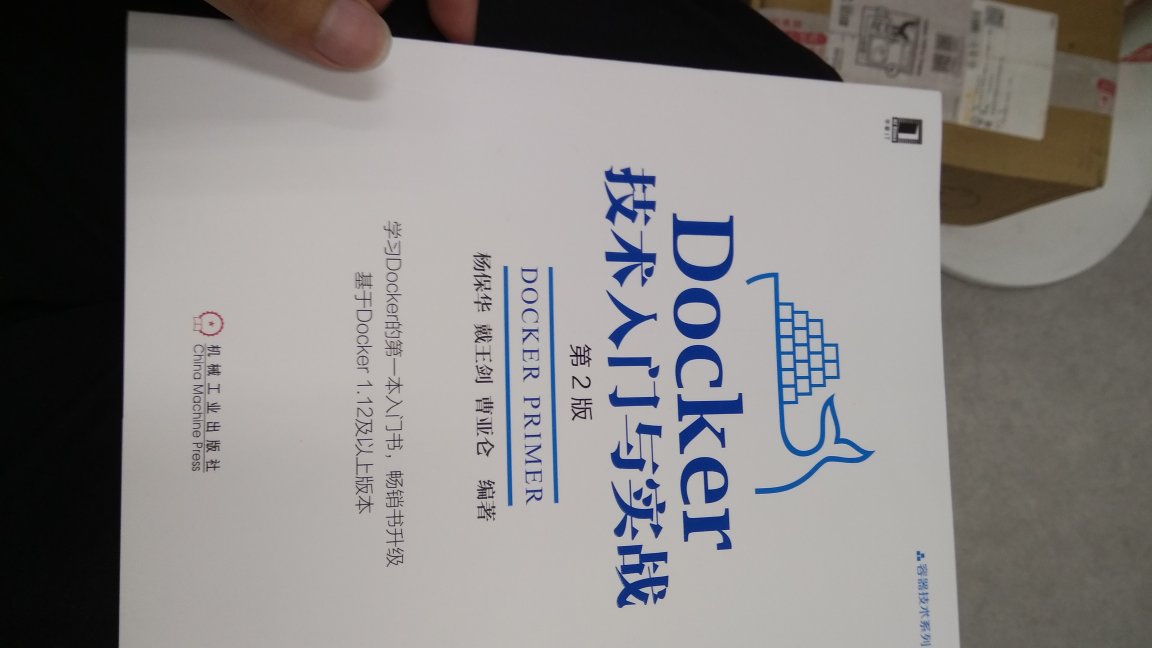 容器技术系列
Docker
技术入门与实战
第2版
DOCKER PRIMER
杨保华 戴王剑 曹亚仑 编著
学习Docker的第一本入门书,畅销书升级
基于Docker 1.12及以上版本
机械工业出版社
China Machine Press